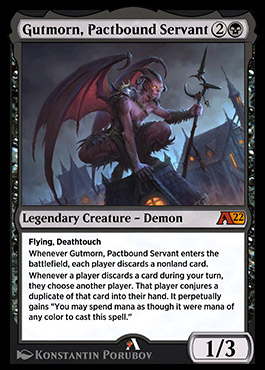 Gutmorn, Pactbound Servant 2
Legendary Creature – Demon A22
Flying, Deathtouch
Whenever Gutmorn, Pactbound Servant enters the
battlefield, each player discards a nonland card.
Whenever a player discards a card during your turn,
they choose another player. That player conjures a
duplicate of that card into their hand. It perpetually
gains "You may spend mana as though it were mana of
any color to cast this spell."
Konstantin Porubov
1/3